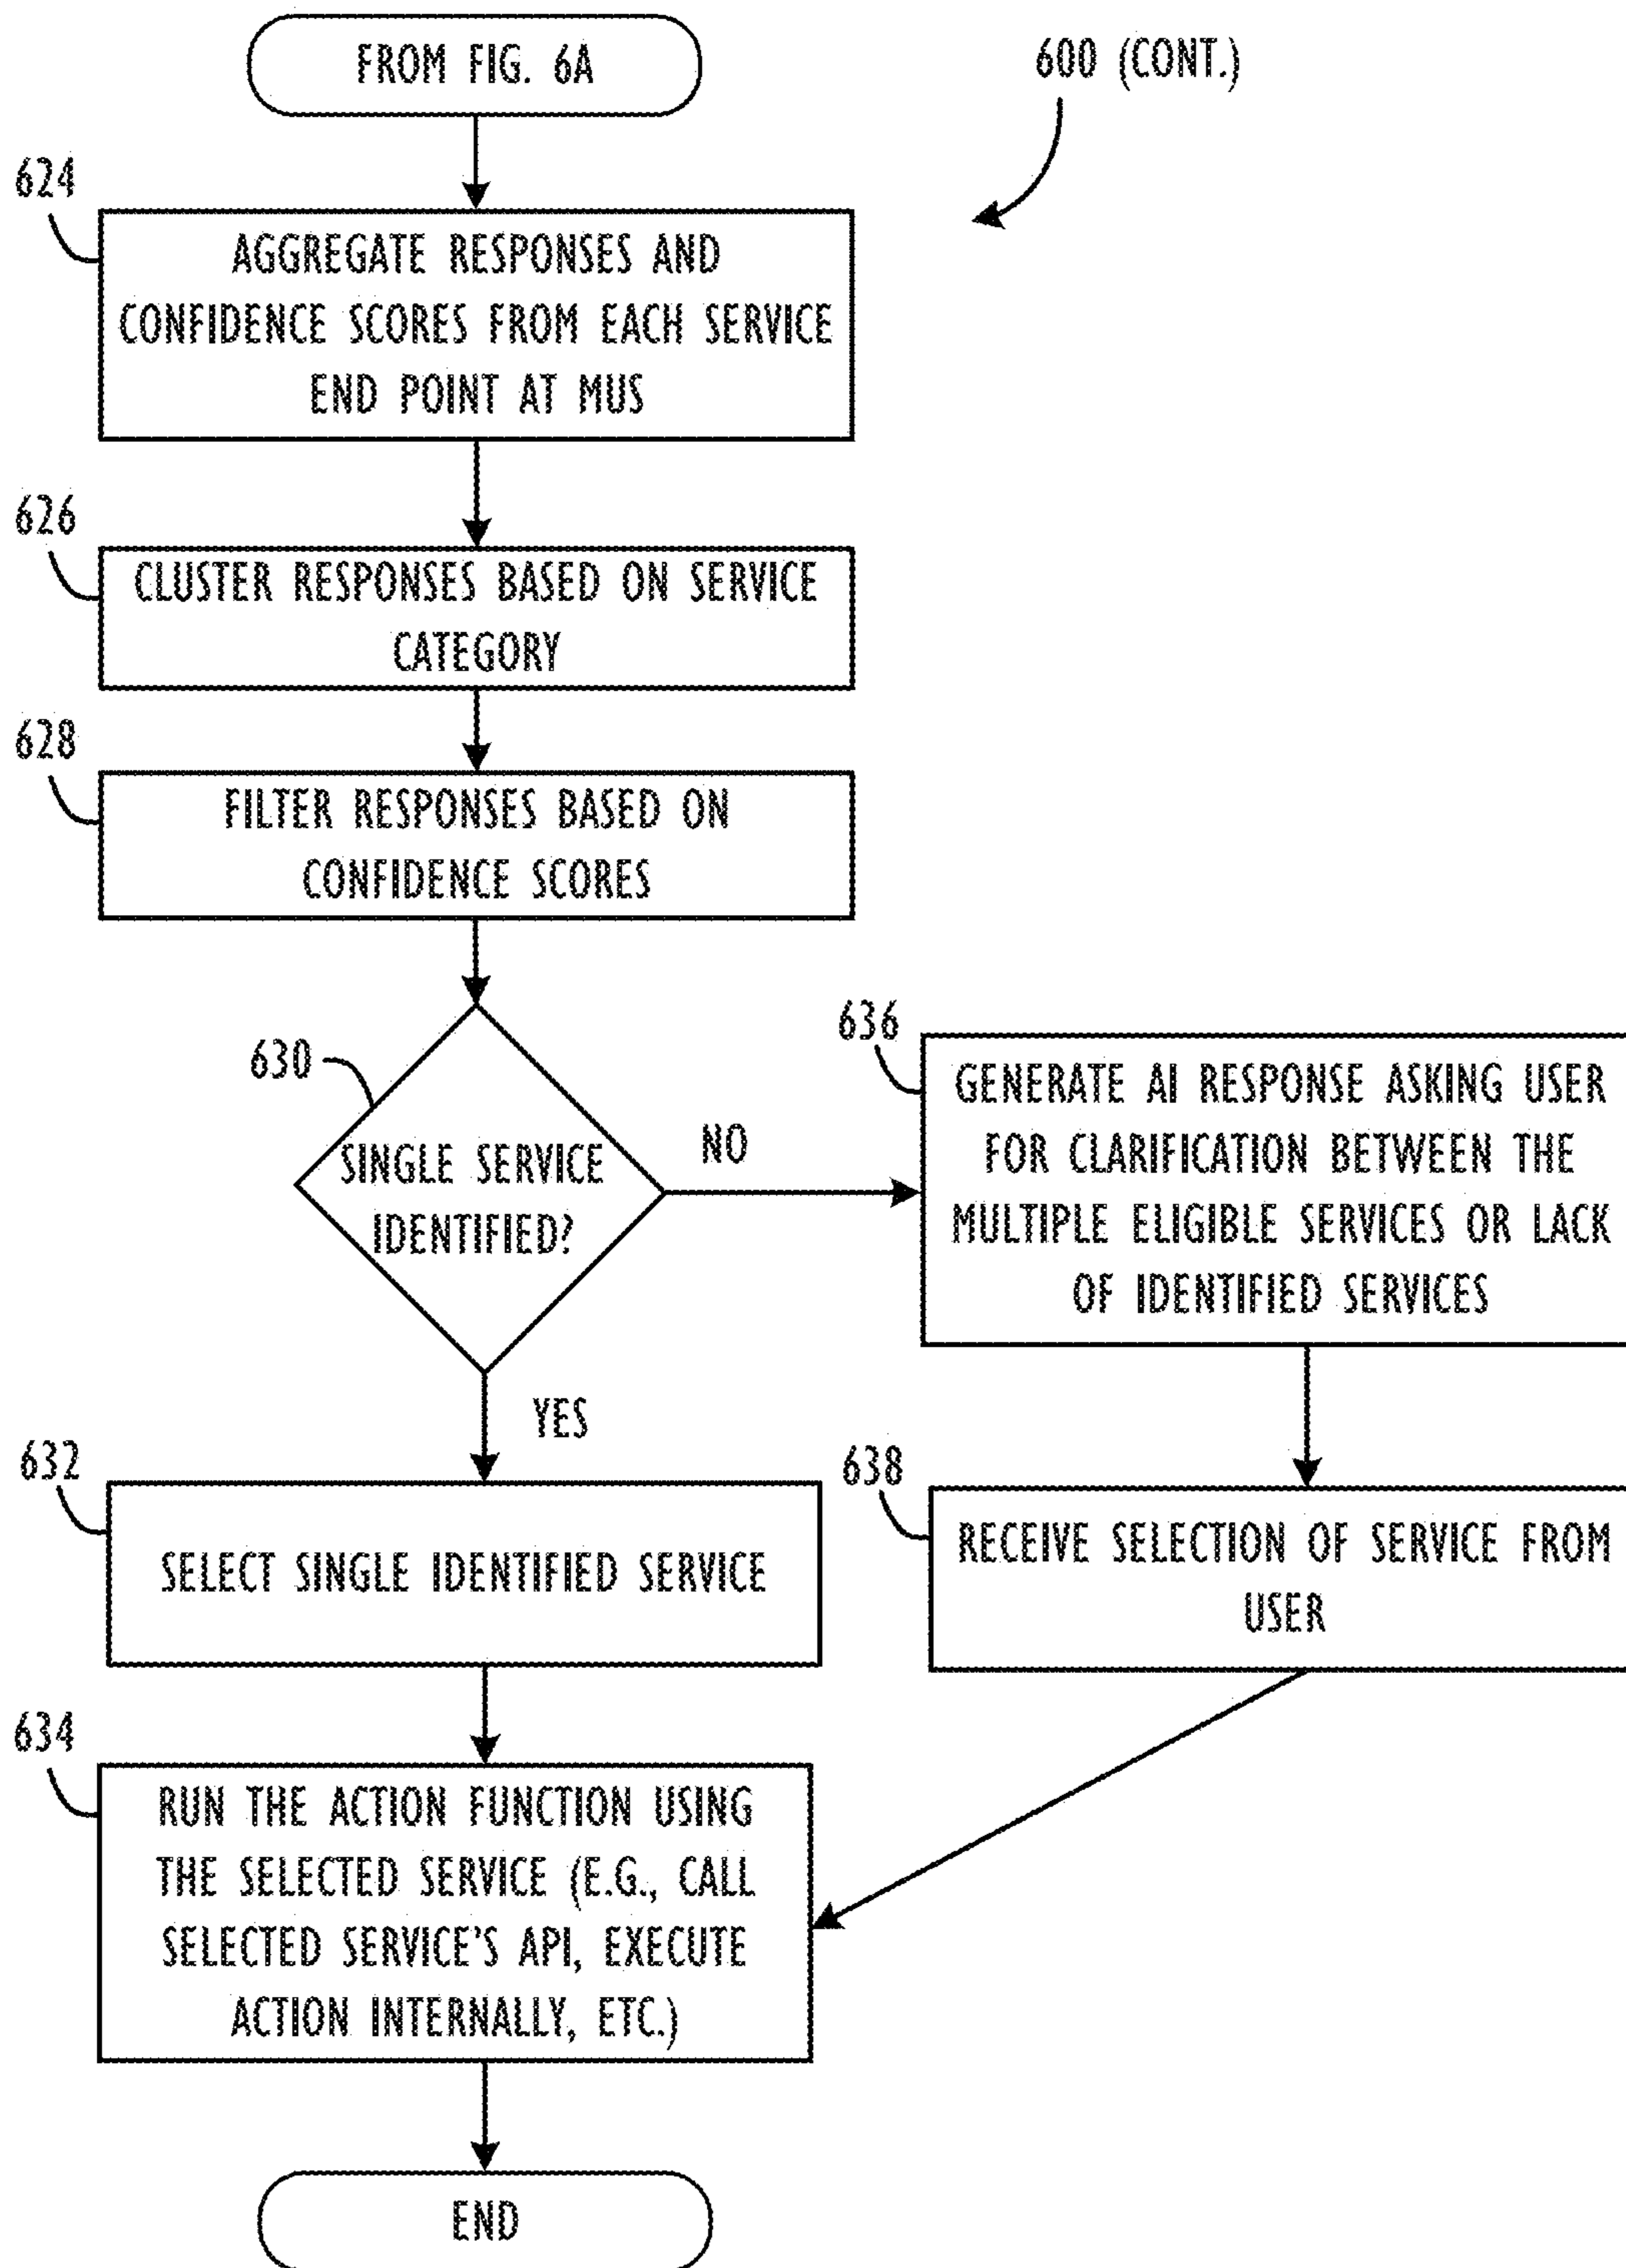 FROM FIG. 6A
600 (CONT.)
624
AGGREGATE RESPONSES AND
CONFIDENCE SCORES FROM EACH SERVICE
END POINT AT MUS
626
CLUSTER RESPONSES BASED ON SERVICE
CATEGORY
628
FILTER RESPONSES BASED ON
CONFIDENCE SCORES
630
SINGLE SERVICE
IDENTIFIED?
NO
636
GENERATE AI RESPONSE ASKING USER
FOR CLARIFICATION BETWEEN THE
MULTIPLE ELIGIBLE SERVICES OR LACK
OF IDENTIFIED SERVICES
YES
632
SELECT SINGLE IDENTIFIED SERVICE
638
RECEIVE SELECTION OF SERVICE FROM
USER
634
RUN THE ACTION FUNCTION USING
THE SELECTED SERVICE (E.G., CALL
SELECTED SERVICE'S API, EXECUTE
ACTION INTERNALLY, ETC.)
END